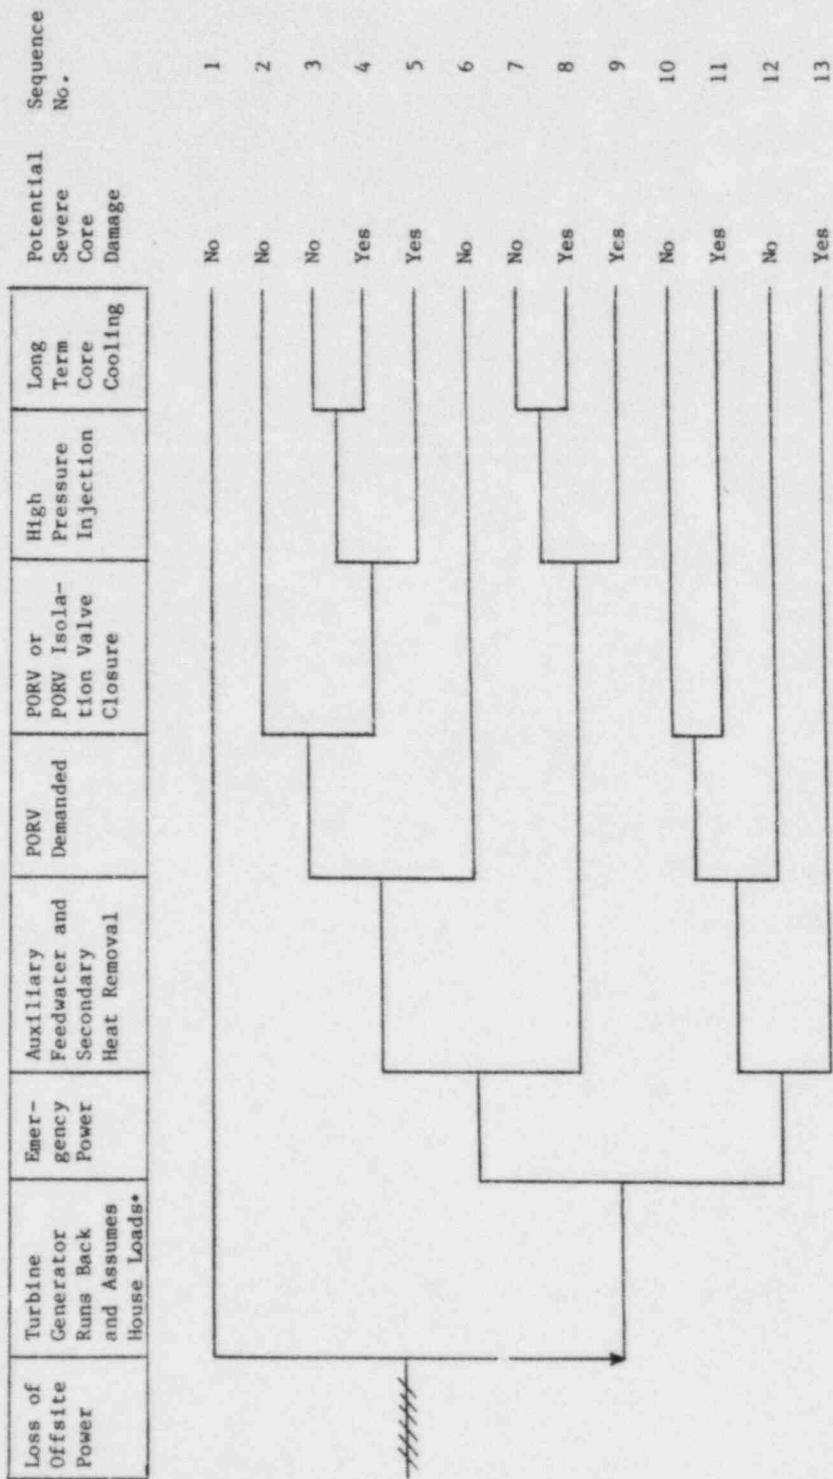 Loss of
Offsite
Power
Turbine
Generator
Runs Back
and Assumes
House Loads*
Emer-
gency
Power
Auxiliary
Feedwater and
Secondary
Heat Removal
PORV
Demanded
PORV or
PORV Isola-
tion Valve
Closure
High
Pressure
Injection
Long
Term
Core
Cooling
Potential
Severe
Core
Damage
Sequence
No.
No 1
No 2
No 3
Yes 4
Yes 5
No 6
No 7
Yes 8
Yes 9
No 10
Yes 11
No 12
Yes 13